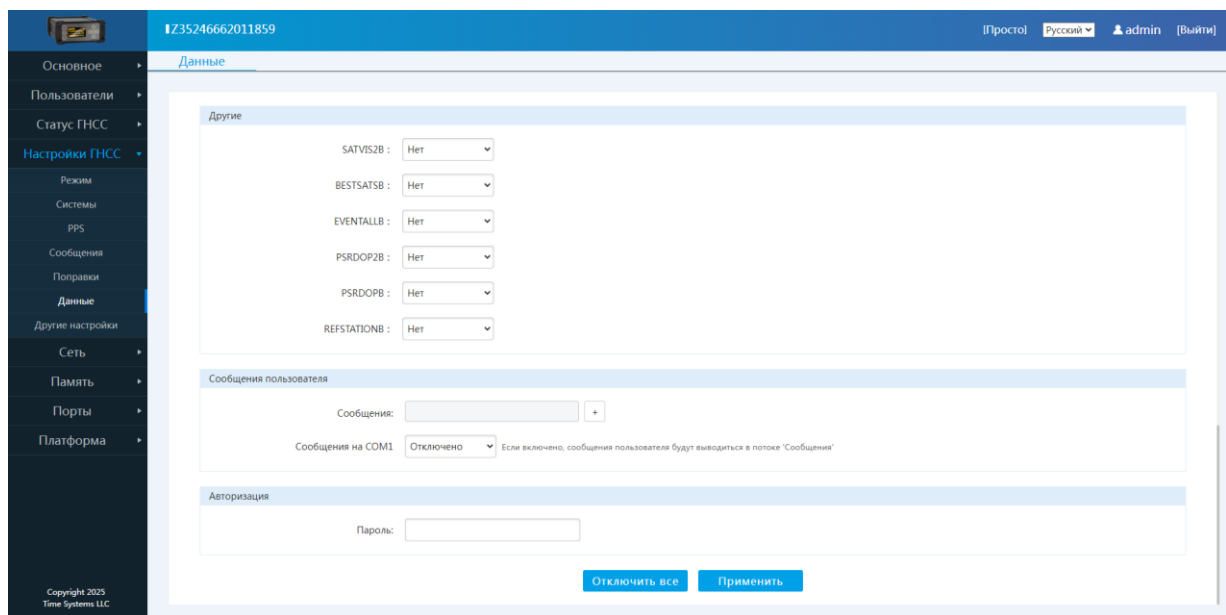 Z35246662011859
[Просто] Русский admin [Выйти]
Данные
Основное
Пользователи
Статус ГНСС
Настройки ГНСС
Режим
Системы
PPS
Сообщения
Поправки
Данные
Другие настройки
Сеть
Память
Порты
Платформа
Copyright 2025
Time Systems LLC
Другие
SATVIS2B : Нет
BESTSATSB : Нет
EVENTALLB : Нет
PSRDOP2B : Нет
PSRDOPB : Нет
REFSTATIONB : Нет
Сообщения пользователя
Сообщения: +
Сообщения на COM1 Отключено Если включено, сообщения пользователя будут выводиться в потоке 'Сообщения'
Авторизация
Пароль:
Отключить все Применить